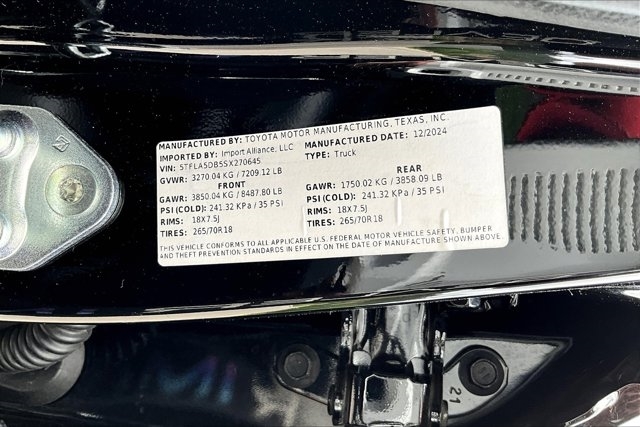 MANUFACTURED BY: TOYOTA MOTOR MANUFACTURING, TEXAS, INC.
IMPORTED BY: Import Alliance, LLC MANUFACTURED DATE: 12/2024
VIN: 5TFLA5DB5SX270645 TYPE: Truck
GVWR: 3270.04 KG / 7209.12 LB
FRONT REAR
GAWR: 3850.04 KG / 8487.80 LB GAWR: 1750.02 KG / 3858.09 LB
PSI (COLD): 241.32 KPa / 35 PSI PSI (COLD): 241.32 KPa / 35 PSI
RIMS: 18X7.5J RIMS: 18X7.5J
TIRES: 265/70R18 TIRES: 265/70R18
THIS VEHICLE CONFORMS TO ALL APPLICABLE U.S. FEDERAL MOTOR VEHICLE SAFETY, BUMPER
AND THEFT PREVENTION STANDARDS IN EFFECT ON THE DATE OF MANUFACTURE SHOWN ABOVE.
21